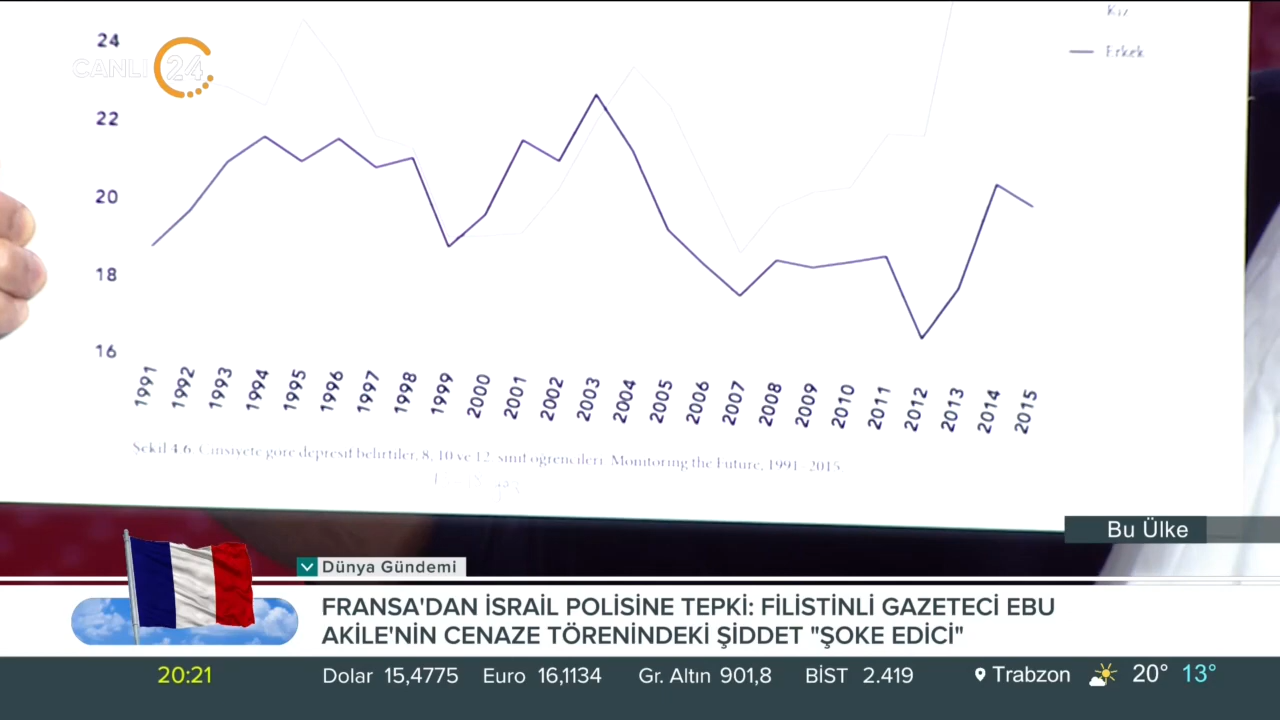 Kız
24
Erkek
CANLI 24
22
20
18
16
1991 1992 1993 1994 1995 1996 1997 1998 1999 2000 2001 2002 2003 2004 2005 2006 2007 2008 2009 2010 2011 2012 2013 2014 2015
Şekil 4.6. Cinsiyete göre depresif belirtiler, 8, 10 ve 12. sınıf öğrencileri. Monitoring the Future, 1991-2015
Bu Ülke
Dünya Gündemi
FRANSA'DAN İSRAİL POLİSİNE TEPKİ: FİLİSTİNLİ GAZETECİ EBU
AKİLE'NİN CENAZE TÖRENİNDEKİ ŞİDDET "ŞOKE EDİCİ"
20:21 Dolar 15,4775 Euro 16,1134 Gr. Altın 901,8 BİST 2.419 Trabzon 20° 13°